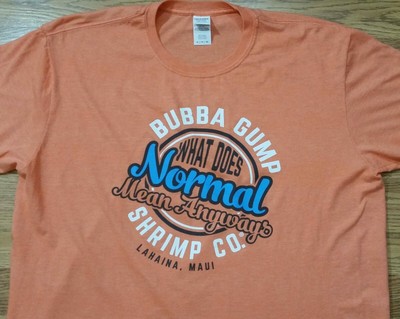 BUBBA GUMP
WHAT DOES
Normal
Mean Anyways
SHRIMP CO.
LAHAINA, MAUI